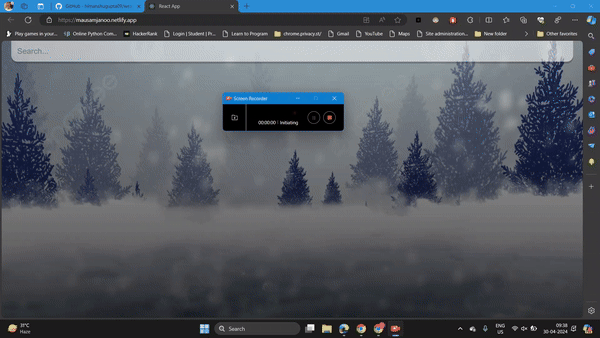 React App
https://mausamjanoo.netlify.app
Play games in your...
Online Python Com...
HackerRank
Login | Student | Pr...
Learn to Program
chrome.privacy.st/
Gmail
YouTube
Maps
Site administration...
New folder
Other favorites
Search...
Screen Recorder
00:00:00 : Initiating
31°C
Haze
Search
ENG
US
09:38
30-04-2024